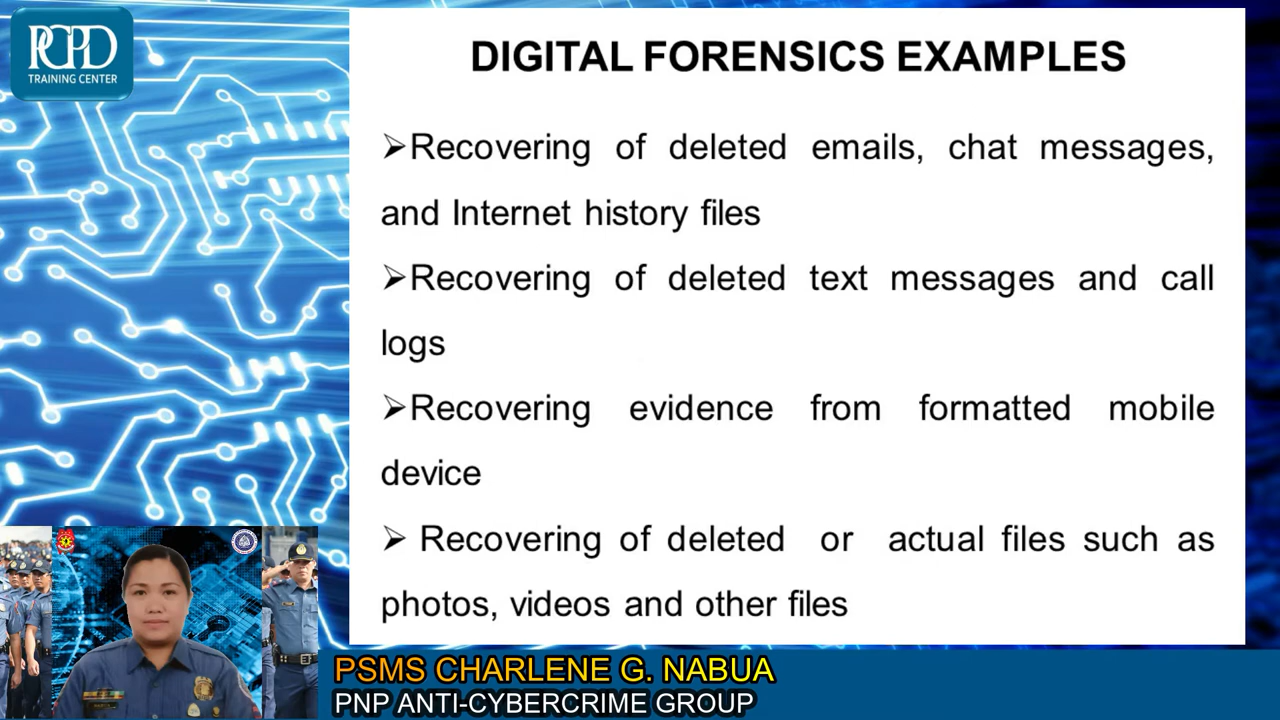 PCPD
TRAINING CENTER
DIGITAL FORENSICS EXAMPLES
➢Recovering of deleted emails, chat messages,
and Internet history files
➢Recovering of deleted text messages and call
logs
➢Recovering evidence from formatted mobile
device
➢ Recovering of deleted or actual files such as
photos, videos and other files
PSMS CHARLENE G. NABUA
PNP ANTI-CYBERCRIME GROUP